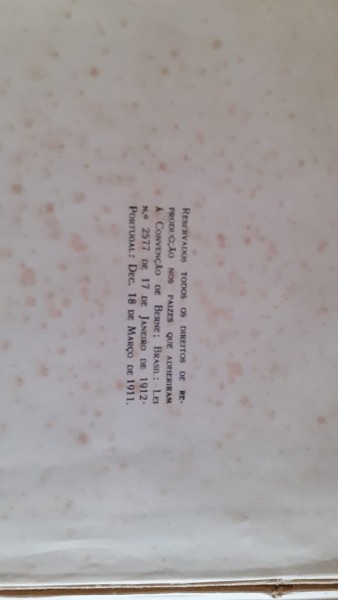 Reservados todos os direitos de re-
producção nos paizes que adheriram
á Convenção de Berne; Brasil: Lei
n.º 2577 de 17 de Janeiro de 1912-
Portugal: Dec. 18 de Março de 1911.